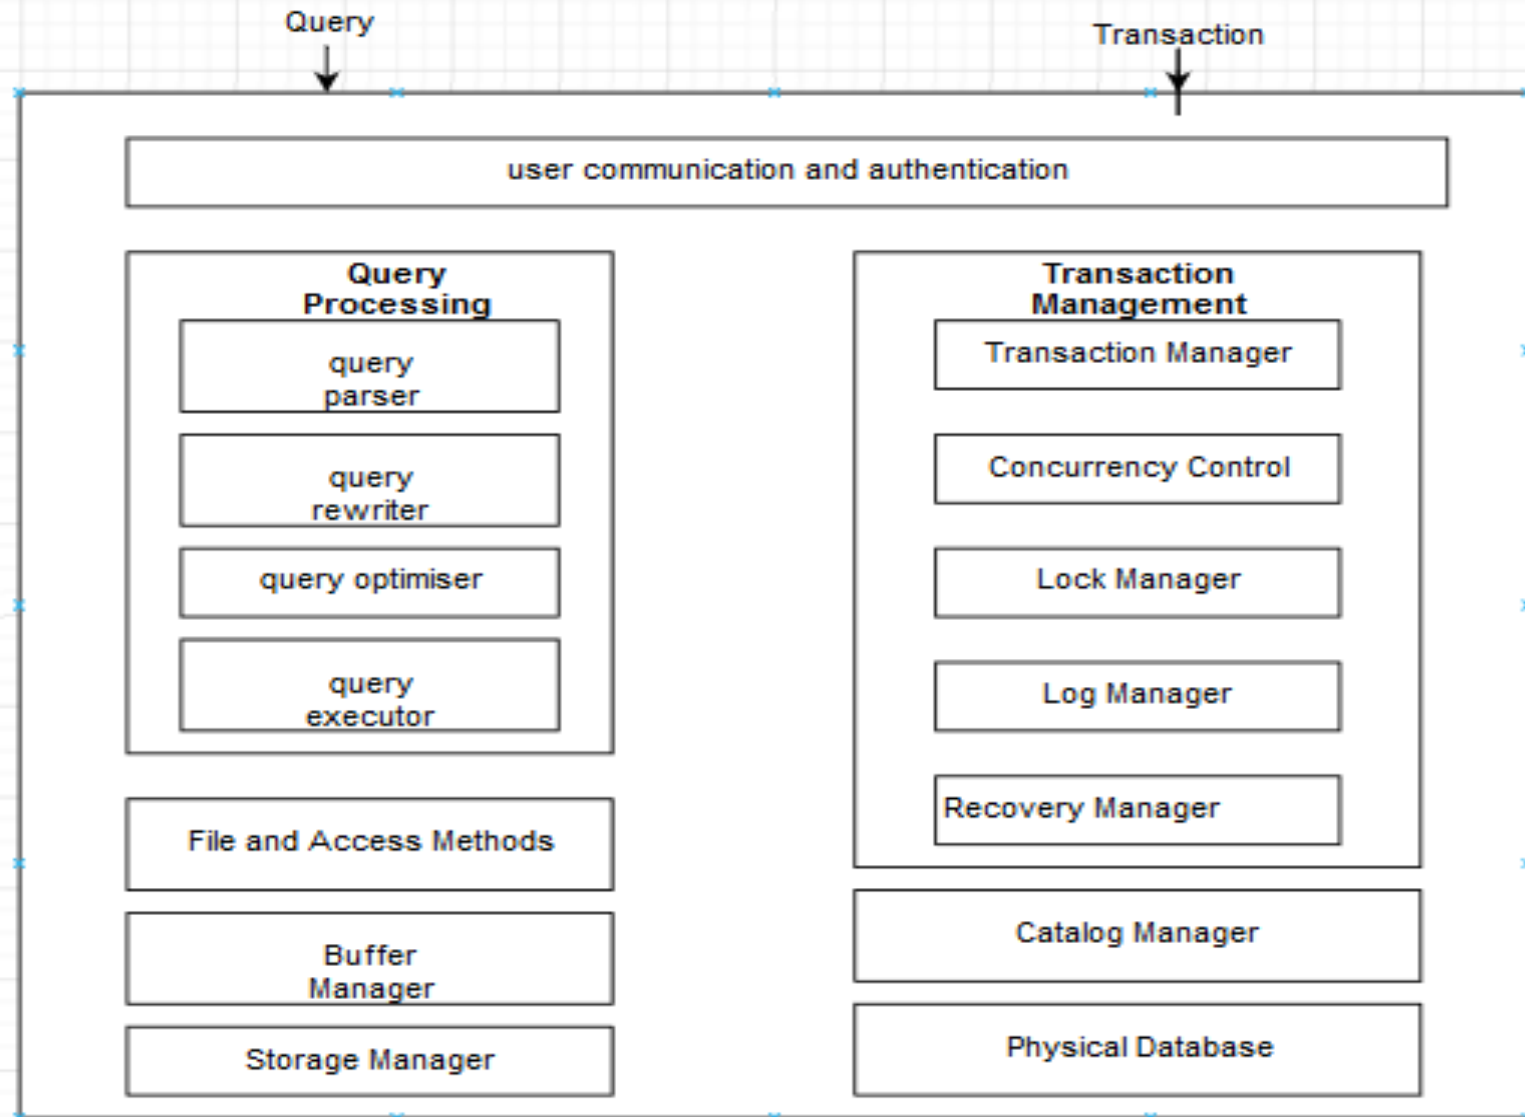 Query
Transaction
user communication and authentication
Query
Processing
query
parser
query
rewriter
query optimiser
query
executor
File and Access Methods
Buffer
Manager
Storage Manager
Transaction
Management
Transaction Manager
Concurrency Control
Lock Manager
Log Manager
Recovery Manager
Catalog Manager
Physical Database